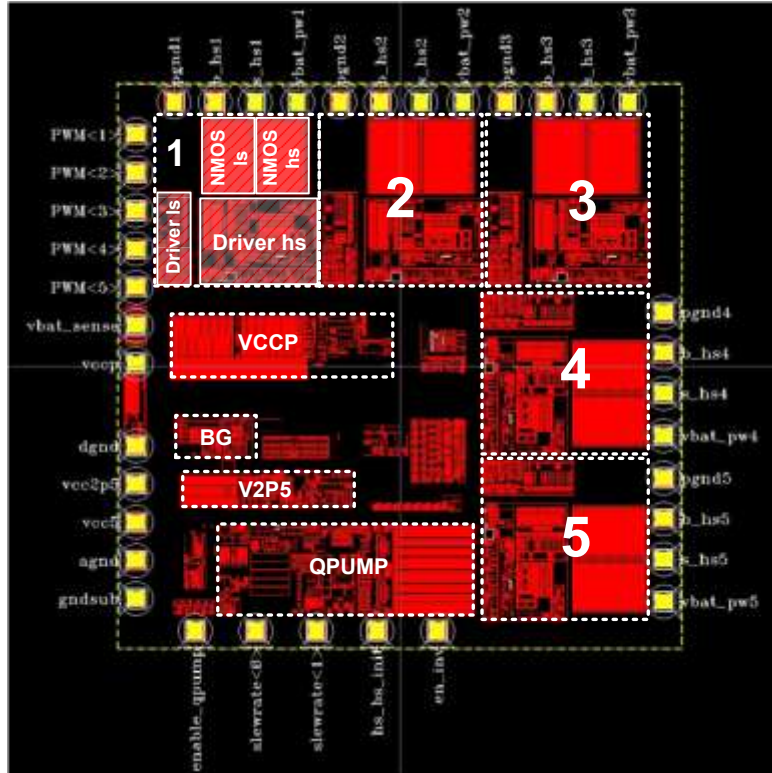 pgnd1
b_hs1
s_hs1
vbat_pw1
pgnd2
b_hs2
s_hs2
vbat_pw2
pgnd3
b_hs3
s_hs3
vbat_pw3
PWM<1>
PWM<2>
PWM<3>
PWM<4>
PWM<5>
vbat_sense
vccp
dgnd
vcc2p5
vcc5
agnd
gndsub
1
NMOS
ls
NMOS
hs
Driver ls
Driver hs
2
3
VCCP
BG
V2P5
QPUMP
4
5
pgnd4
b_hs4
s_hs4
vbat_pw4
pgnd5
b_hs5
s_hs5
vbat_pw5
enable_qpump
slewrate<0>
slewrate<1>
en_inv